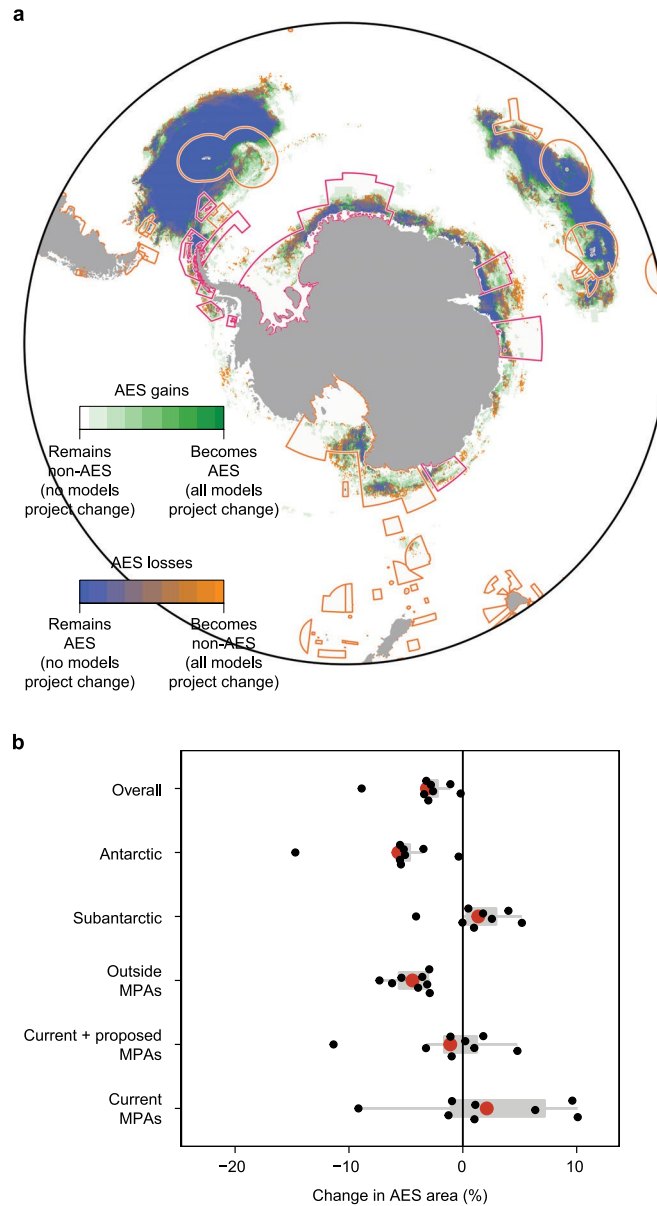 a
AES gains
Remains
non-AES
(no models
project change)
Becomes
AES
(all models
project change)
AES losses
Remains
AES
(no models
project change)
Becomes
non-AES
(all models
project change)
b
Overall
Antarctic
Subantarctic
Outside
MPAs
Current + proposed
MPAs
Current
MPAs
−20
−10
0
10
Change in AES area (%)